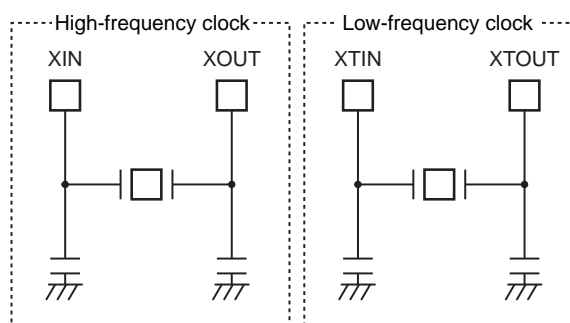 High-frequency clock
XIN XOUT
Low-frequency clock
XTIN XTOUT